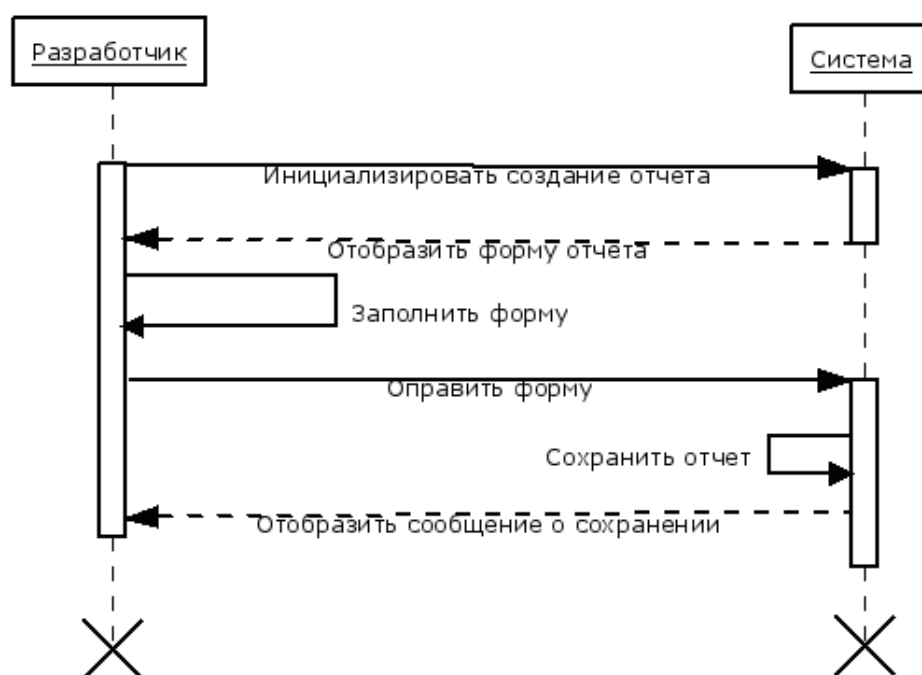 Разработчик
Система
Инициализировать создание отчета
Отобразить форму отчета
Заполнить форму
Оправить форму
Сохранить отчет
Отобразить сообщение о сохранении